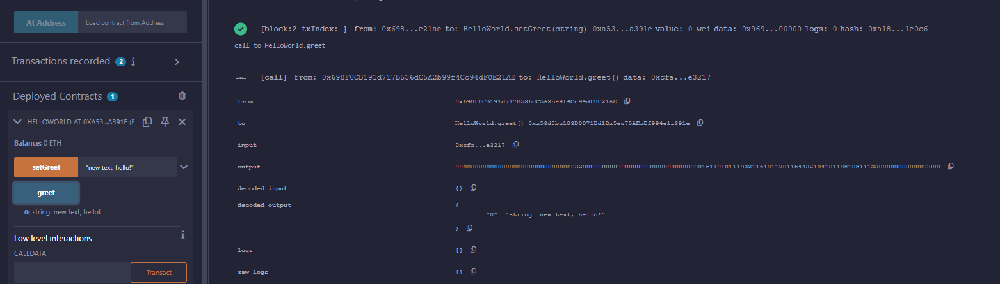 At Address Load contract from Address
Transactions recorded 2 i
Deployed Contracts 1
HELLOWORLD AT 0XA53...A391E (E
Balance: 0 ETH
setGreet "new text, hello!"
greet
0: string: new text, hello!
Low level interactions i
CALLDATA
Transact
[block:2 txIndex:-] from: 0x698...e21ae to: HelloWorld.setGreet(string) 0xa53...a391e value: 0 wei data: 0x969...00000 logs: 0 hash: 0xa18...1e0c6
call to HelloWorld.greet
CALL [call] from: 0x698F0CB191d717B536dC5A2b99f4Cc94dF0E21AE to: HelloWorld.greet() data: 0xcfa...e3217
from 0x698F0CB191d717B536dC5A2b99f4Cc94dF0E21AE
to HelloWorld.greet() 0xa53d8ba183D0071Bd1Da5ec75AEaEf994e1a391e
input 0xcfa...e3217
output
decoded input {}
decoded output {
"0": "string: new text, hello!"
}
logs []
raw logs []